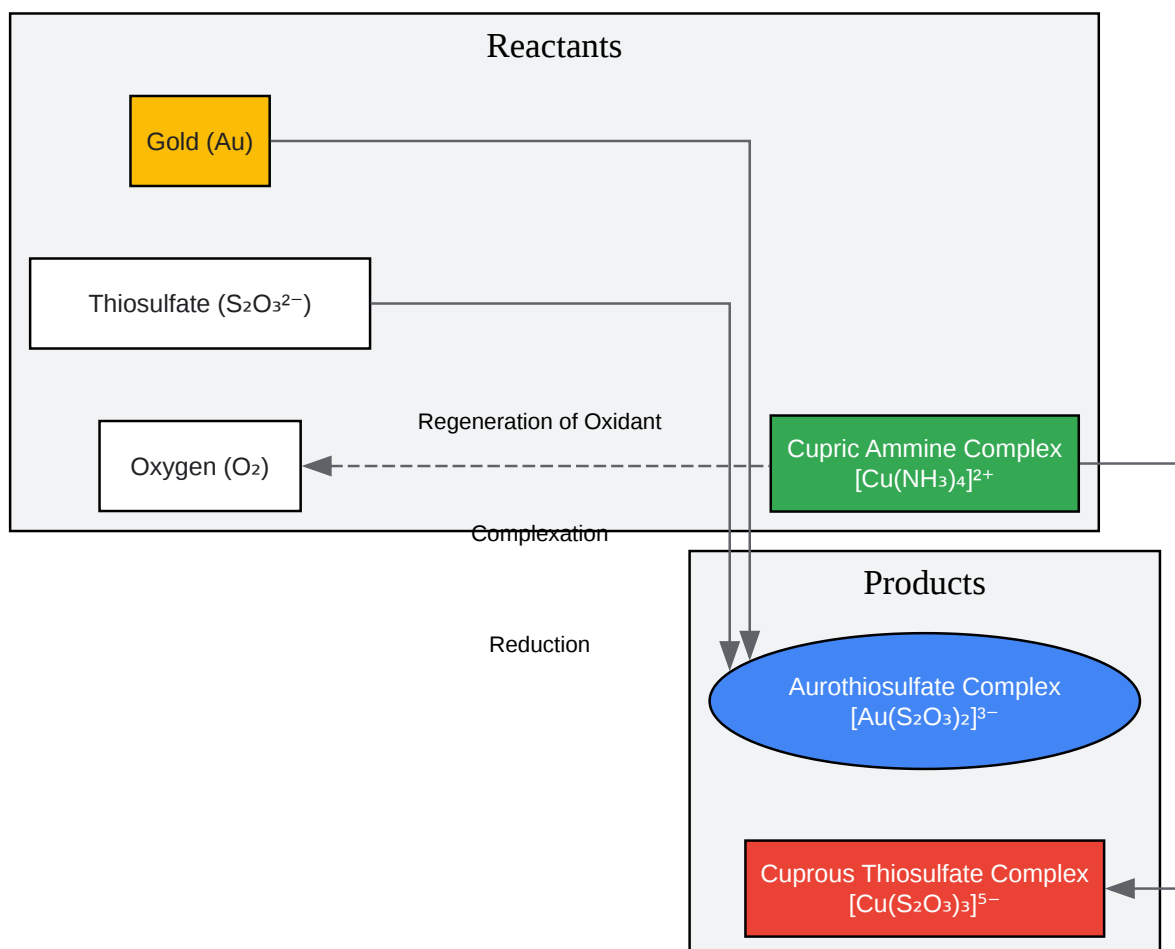 Reactants
Gold (Au)
Thiosulfate (S₂O₃²⁻)
Regeneration of Oxidant
Oxygen (O₂)
Cupric Ammine Complex
[Cu(NH₃)₄]²⁺
Complexation
Products
Reduction
Aurothiosulfate Complex
[Au(S₂O₃)₂]³⁻
Cuprous Thiosulfate Complex
[Cu(S₂O₃)₃]⁵⁻